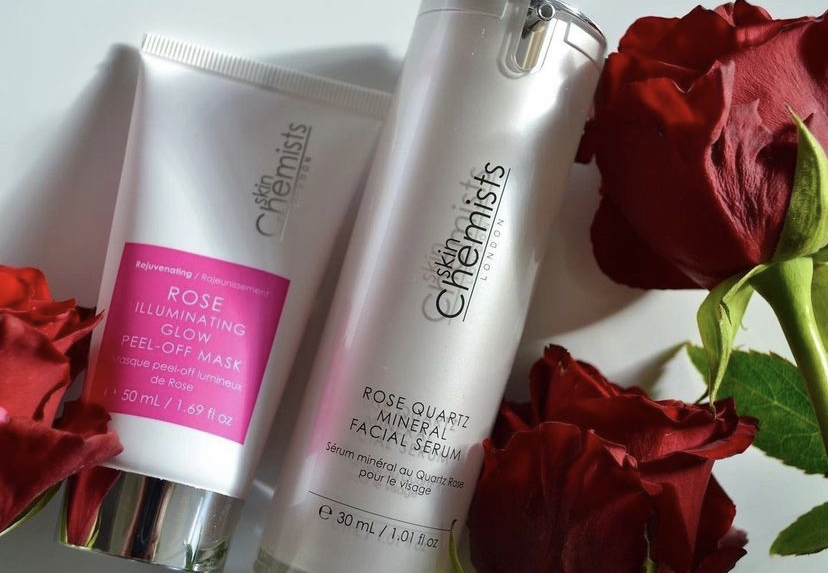 skin
Chemists
Rejuvenating / Rajeunissement
ROSE
ILLUMINATING
GLOW
PEEL-OFF MASK
Masque peel-off lumineux
de Rose
50 mL / 1.69 fl oz
skin
Chemists
LONDON
ROSE QUARTZ
MINERAL
FACIAL SERUM
Sérum minéral au Quartz Rose
pour le visage
℮ 30 mL / 1.01 fl oz